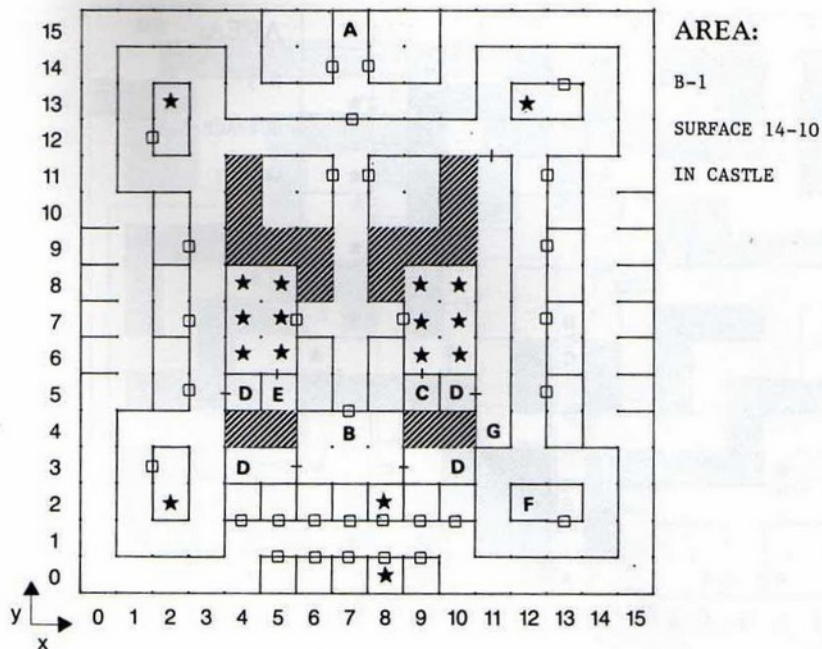 15 A AREA:
14 B-1
13 SURFACE 14-10
12 IN CASTLE
11
10
9
8
7
6
5 D E C D
4 B G
3 D D
2 F
1
0
y
x 0 1 2 3 4 5 6 7 8 9 10 11 12 13 14 15